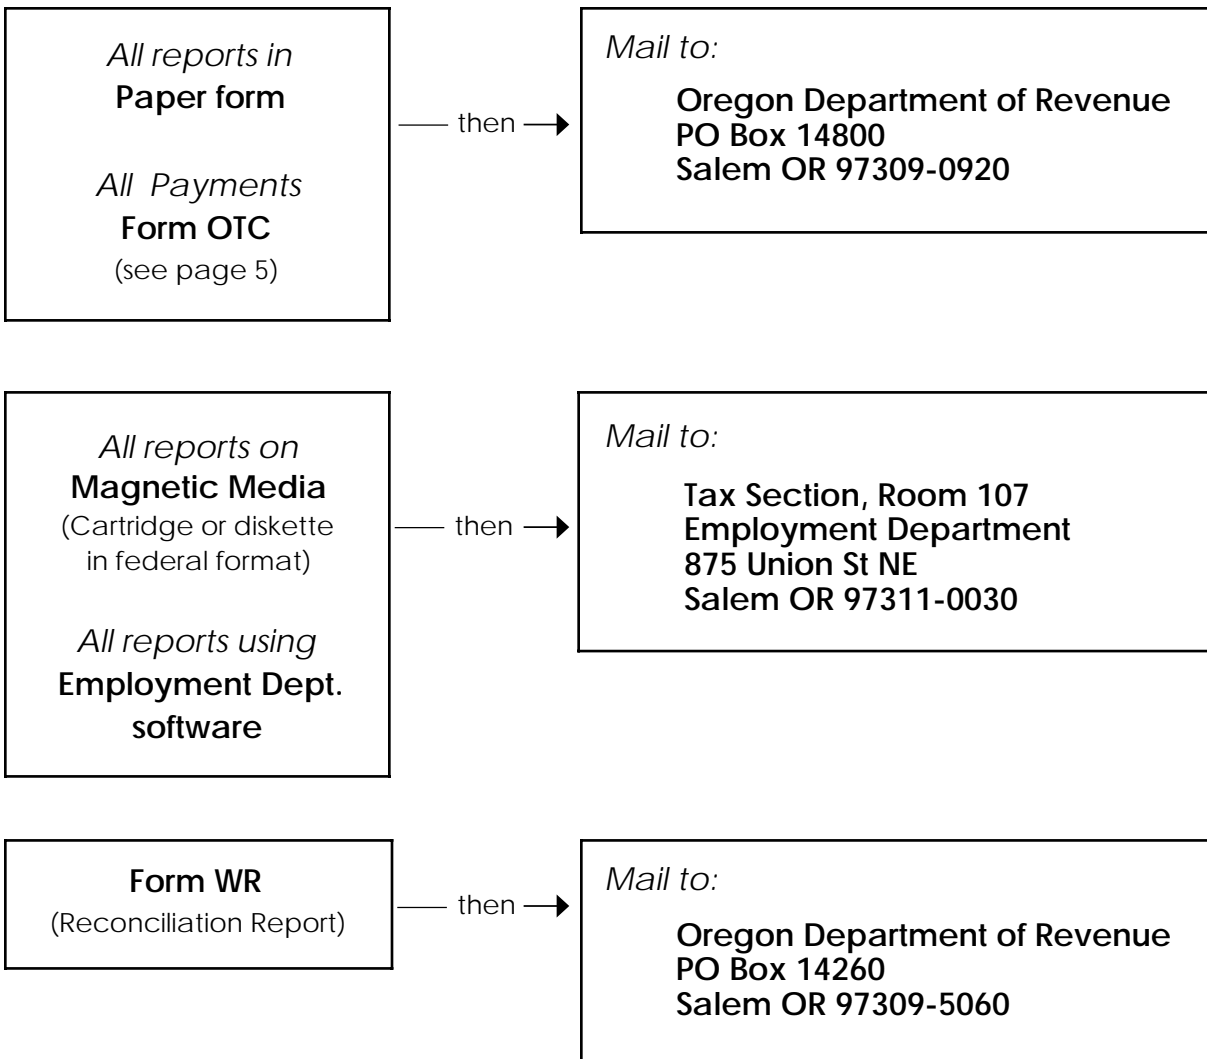 All reports in
Paper form
All Payments
Form OTC
(see page 5)
then
Mail to:
Oregon Department of Revenue
PO Box 14800
Salem OR 97309-0920
All reports on
Magnetic Media
(Cartridge or diskette
in federal format)
All reports using
Employment Dept.
software
then
Mail to:
Tax Section, Room 107
Employment Department
875 Union St NE
Salem OR 97311-0030
Form WR
(Reconciliation Report)
then
Mail to:
Oregon Department of Revenue
PO Box 14260
Salem OR 97309-5060